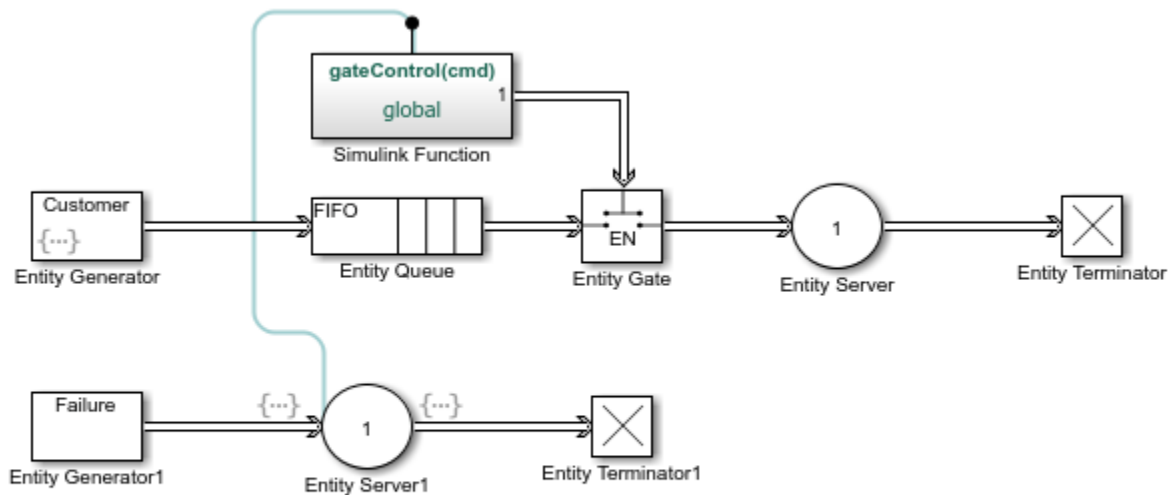 gateControl(cmd)
1
global
Simulink Function
Customer
{...}
Entity Generator
FIFO
Entity Queue
EN
Entity Gate
1
Entity Server
Entity Terminator
Failure
Entity Generator1
{...}
1
{...}
Entity Server1
Entity Terminator1